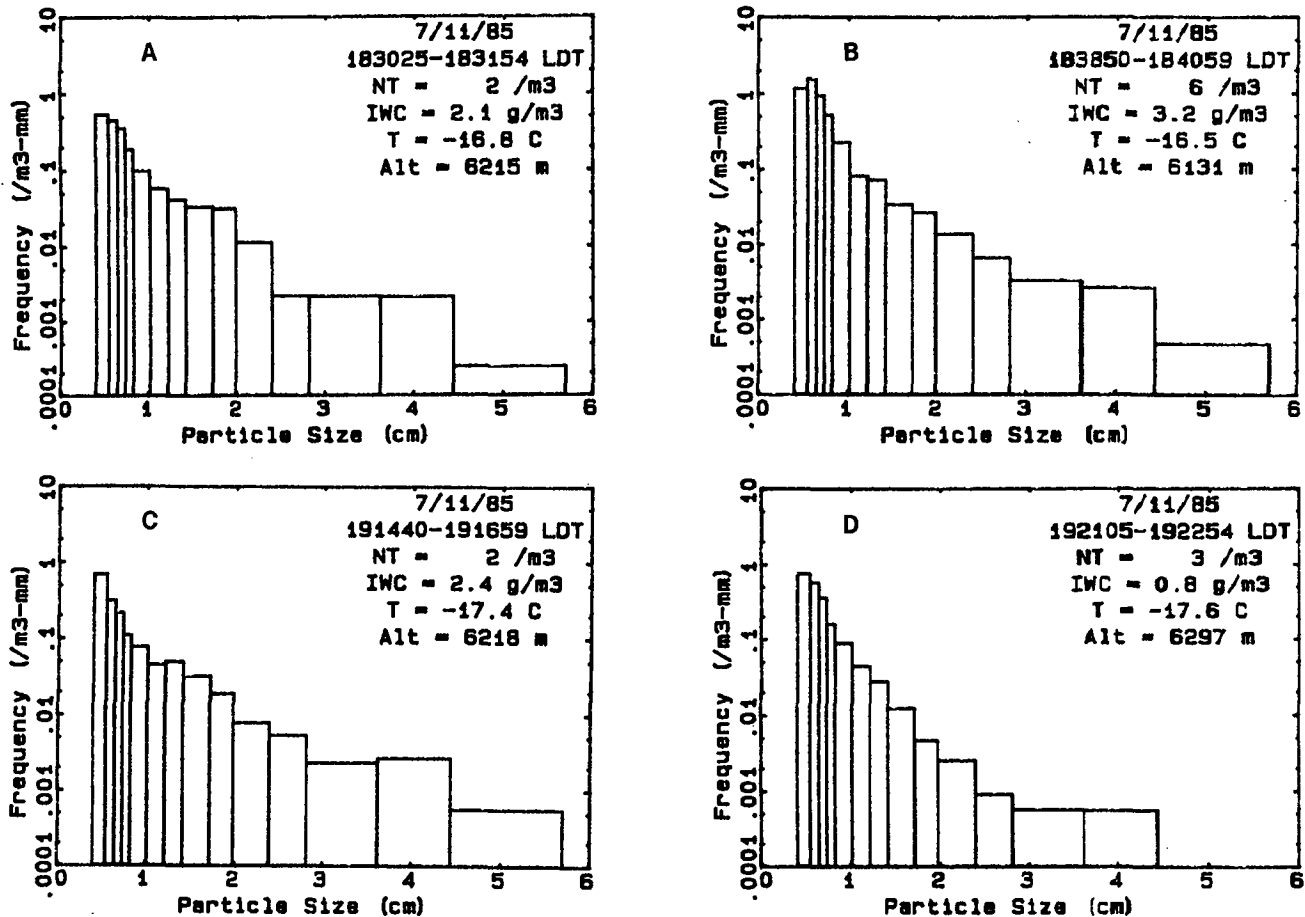 A
7/11/85
183025-183154 LDT
NT = 2 /m3
IWC = 2.1 g/m3
T = -16.8 C
Alt = 6215 m
Frequency (/m3-mm)
10
1
.1
.01
.001
.0001
.0 1 2 3 4 5 6
Particle Size (cm)
B
7/11/85
183850-184059 LDT
NT = 6 /m3
IWC = 3.2 g/m3
T = -16.5 C
Alt = 6131 m
Frequency (/m3-mm)
10
1
.1
.01
.001
.0001
.0 1 2 3 4 5 6
Particle Size (cm)
C
7/11/85
191440-191659 LDT
NT = 2 /m3
IWC = 2.4 g/m3
T = -17.4 C
Alt = 6218 m
Frequency (/m3-mm)
10
1
.1
.01
.001
.0001
.0 1 2 3 4 5 6
Particle Size (cm)
D
7/11/85
192105-192254 LDT
NT = 3 /m3
IWC = 0.8 g/m3
T = -17.6 C
Alt = 6297 m
Frequency (/m3-mm)
10
1
.1
.01
.001
.0001
.0 1 2 3 4 5 6
Particle Size (cm)